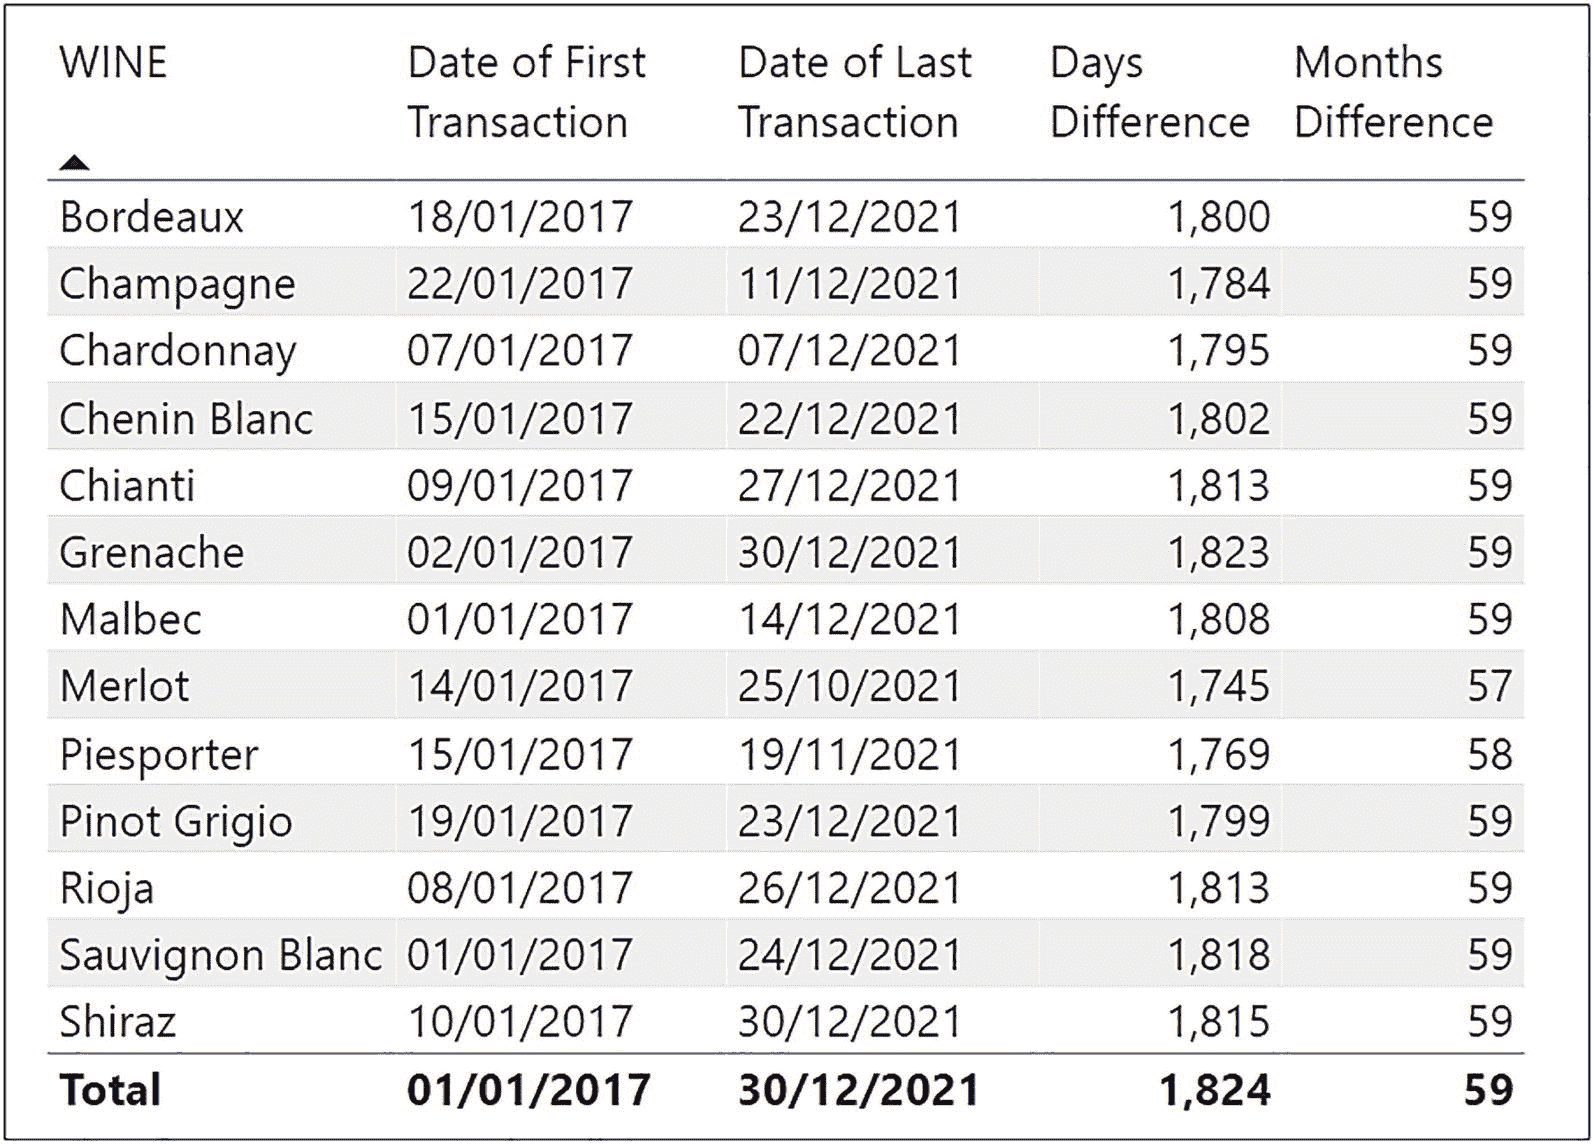 WINE Date of First Transaction Date of Last Transaction Days Difference Months Difference
Bordeaux 18/01/2017 23/12/2021 1,800 59
Champagne 22/01/2017 11/12/2021 1,784 59
Chardonnay 07/01/2017 07/12/2021 1,795 59
Chenin Blanc 15/01/2017 22/12/2021 1,802 59
Chianti 09/01/2017 27/12/2021 1,813 59
Grenache 02/01/2017 30/12/2021 1,823 59
Malbec 01/01/2017 14/12/2021 1,808 59
Merlot 14/01/2017 25/10/2021 1,745 57
Piesporter 15/01/2017 19/11/2021 1,769 58
Pinot Grigio 19/01/2017 23/12/2021 1,799 59
Rioja 08/01/2017 26/12/2021 1,813 59
Sauvignon Blanc 01/01/2017 24/12/2021 1,818 59
Shiraz 10/01/2017 30/12/2021 1,815 59
Total 01/01/2017 30/12/2021 1,824 59